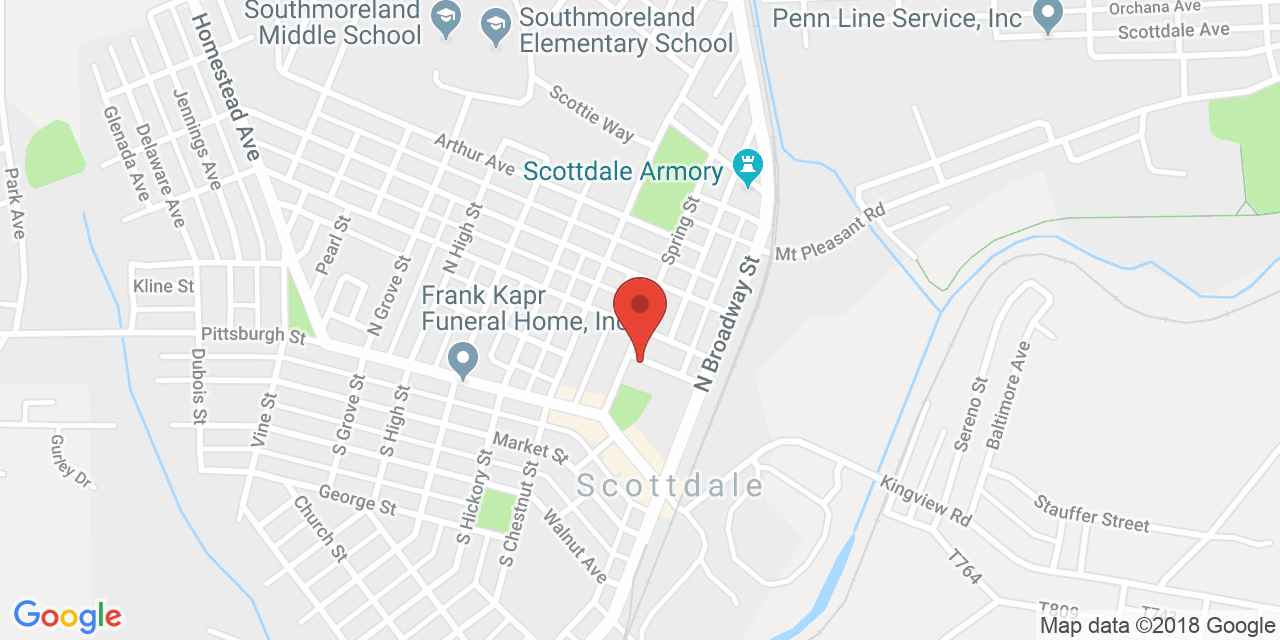 Southmoreland
Middle School
Southmoreland
Elementary School
Penn Line Service, Inc
Orchana Ave
Scottdale Ave
Homestead Ave
Glenada Ave
Delaware Ave
Jennings Ave
Park Ave
Scottie Way
Arthur Ave
Scottdale Armory
Spring St
Mt Pleasant Rd
Pearl St
N High St
N Grove St
Kline St
Frank Kapr
Funeral Home, Inc
Pittsburgh St
N Broadway St
Dubois St
Vine St
S Grove St
S High St
Sereno St
Baltimore Ave
Gurley Dr
Market St
Scottdale
George St
Church St
S Hickory St
S Chestnut St
Walnut Ave
Kingview Rd
Stauffer Street
T764
T809
T742
Google
Map data ©2018 Google